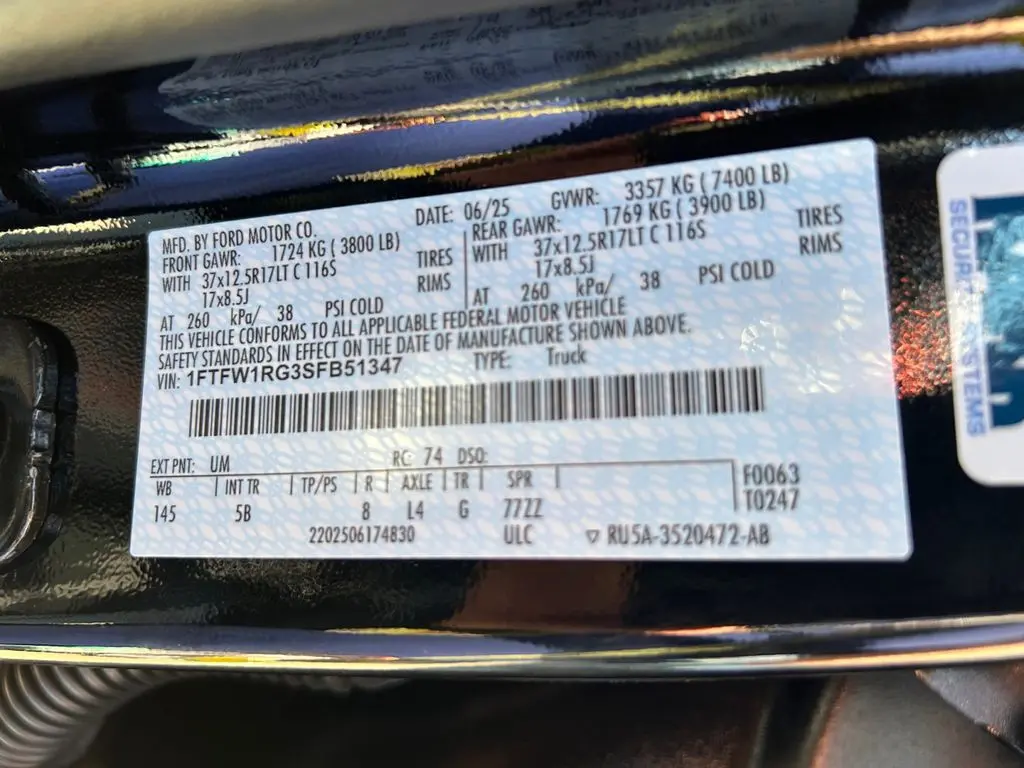 MFD. BY FORD MOTOR CO. DATE: 06/25 GVWR: 3357 KG ( 7400 LB)
FRONT GAWR: 1724 KG ( 3800 LB) REAR GAWR: 1769 KG ( 3900 LB)
WITH 37x12.5R17LT C 116S TIRES WITH 37x12.5R17LT C 116S TIRES
17x8.5J RIMS 17x8.5J RIMS
AT 260 kPa/ 38 PSI COLD AT 260 kPa/ 38 PSI COLD
THIS VEHICLE CONFORMS TO ALL APPLICABLE FEDERAL MOTOR VEHICLE
SAFETY STANDARDS IN EFFECT ON THE DATE OF MANUFACTURE SHOWN ABOVE.
VIN: 1FTFW1RG3SFB51347 TYPE: Truck
EXT PNT: UM RC: 74 DSO:
WB INT TR TP/PS R AXLE TR SPR F0063
145 5B 8 L4 G 77ZZ T0247
2202506174830 ULC ▽ RU5A-3520472-AB